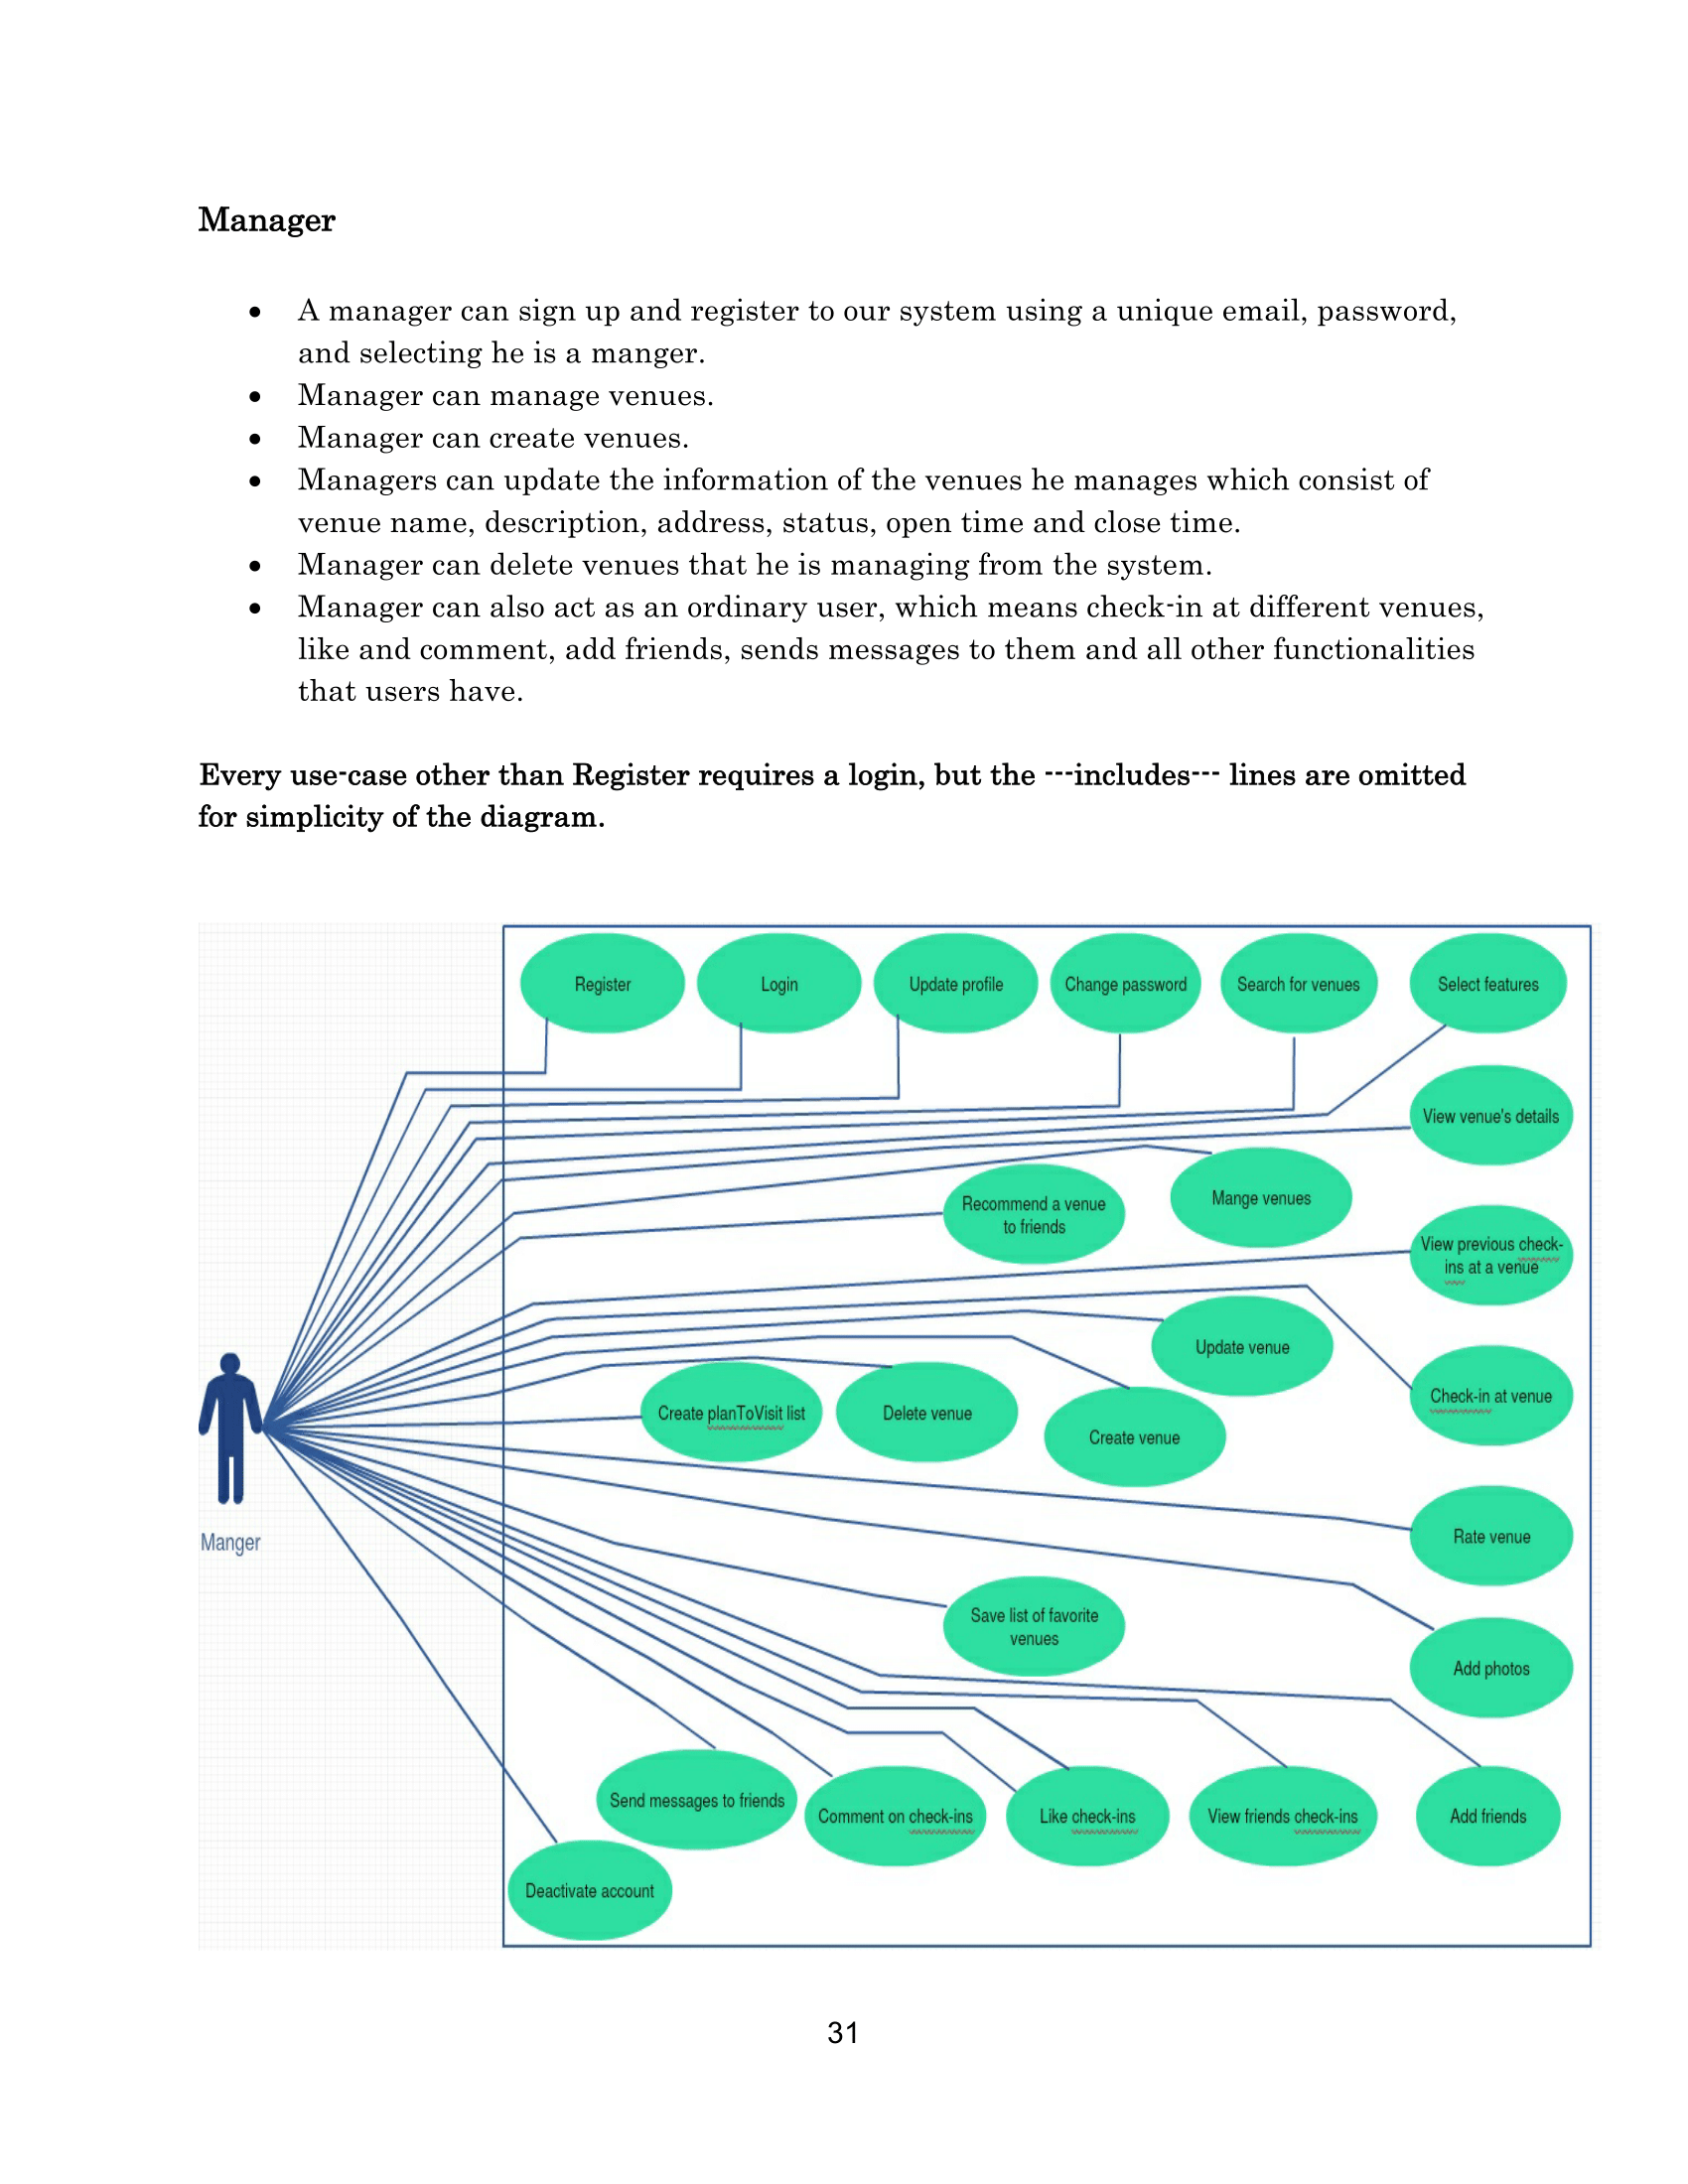 Manager
• A manager can sign up and register to our system using a unique email, password,
and selecting he is a manger.
• Manager can manage venues.
• Manager can create venues.
• Managers can update the information of the venues he manages which consist of
venue name, description, address, status, open time and close time.
• Manager can delete venues that he is managing from the system.
• Manager can also act as an ordinary user, which means check-in at different venues,
like and comment, add friends, sends messages to them and all other functionalities
that users have.
Every use-case other than Register requires a login, but the ---includes--- lines are omitted
for simplicity of the diagram.
Register
Login
Update profile
Change password
Search for venues
Select features
View venue's details
Mange venues
Recommend a venue
to friends
View previous check-
ins at a venue
Update venue
Check-in at venue
Create planToVisit list
Delete venue
Create venue
Manger
Rate venue
Save list of favorite
venues
Add photos
Send messages to friends
Comment on check-ins
Like check-ins
View friends check-ins
Add friends
Deactivate account
31